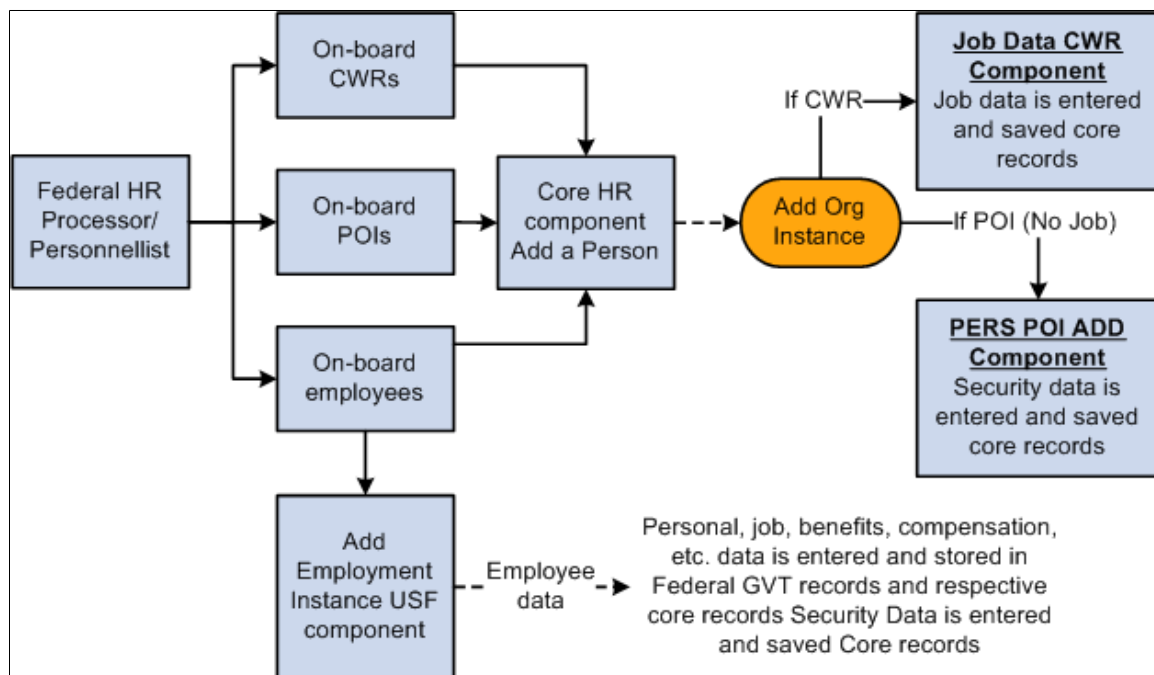 On-board
CWRs
Job Data CWR
Component
Job data is entered
and saved core
records
If CWR
Federal HR
Processor/
Personnellist
On-board
POIs
Core HR
component
Add a Person
Add Org
Instance
If POI (No Job)
On-board
employees
PERS POI ADD
Component
Security data is
entered and saved
core records
Add
Employment
Instance USF
component
Employee
data
Personal, job, benefits, compensation,
etc. data is entered and stored in
Federal GVT records and respective
core records Security Data is entered
and saved Core records